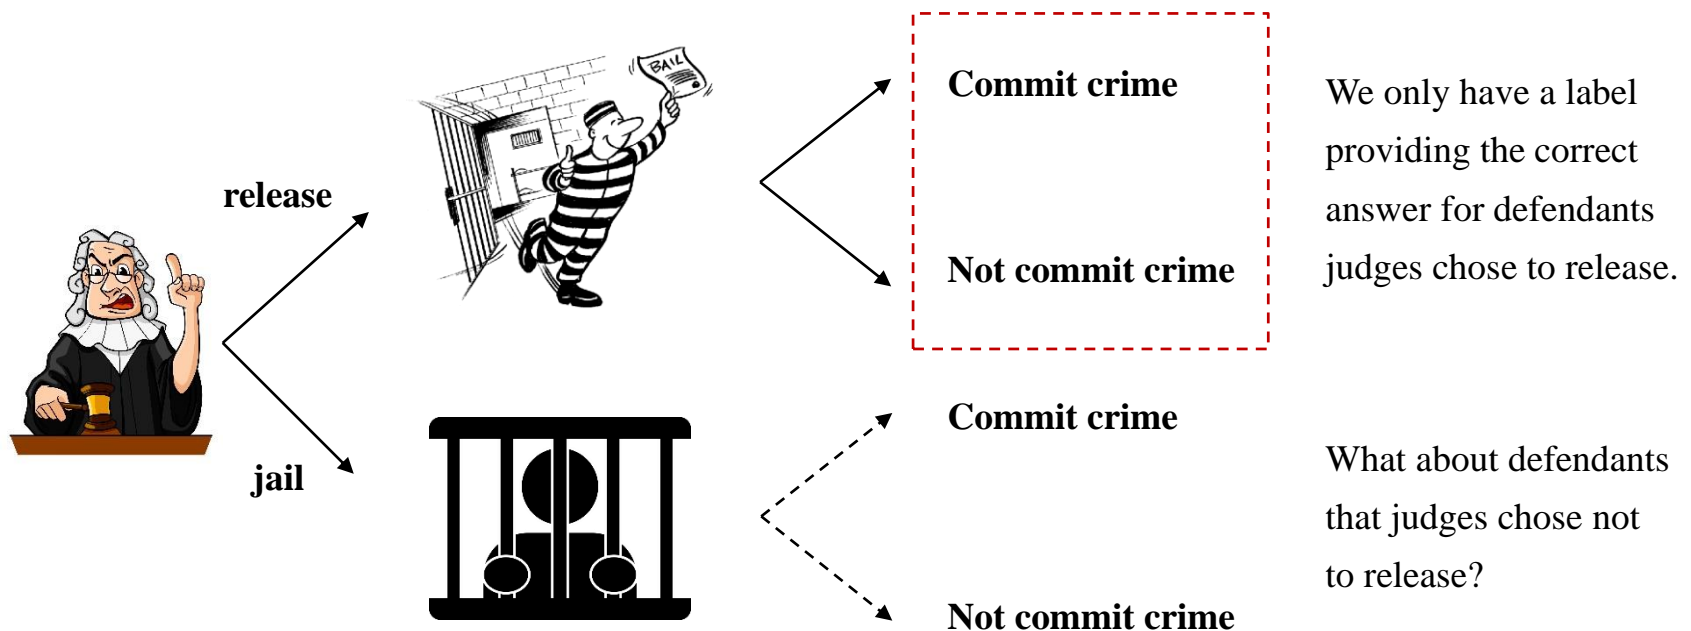 BAIL
release
jail
Commit crime
Not commit crime
We only have a label
providing the correct
answer for defendants
judges chose to release.
Commit crime
Not commit crime
What about defendants
that judges chose not
to release?